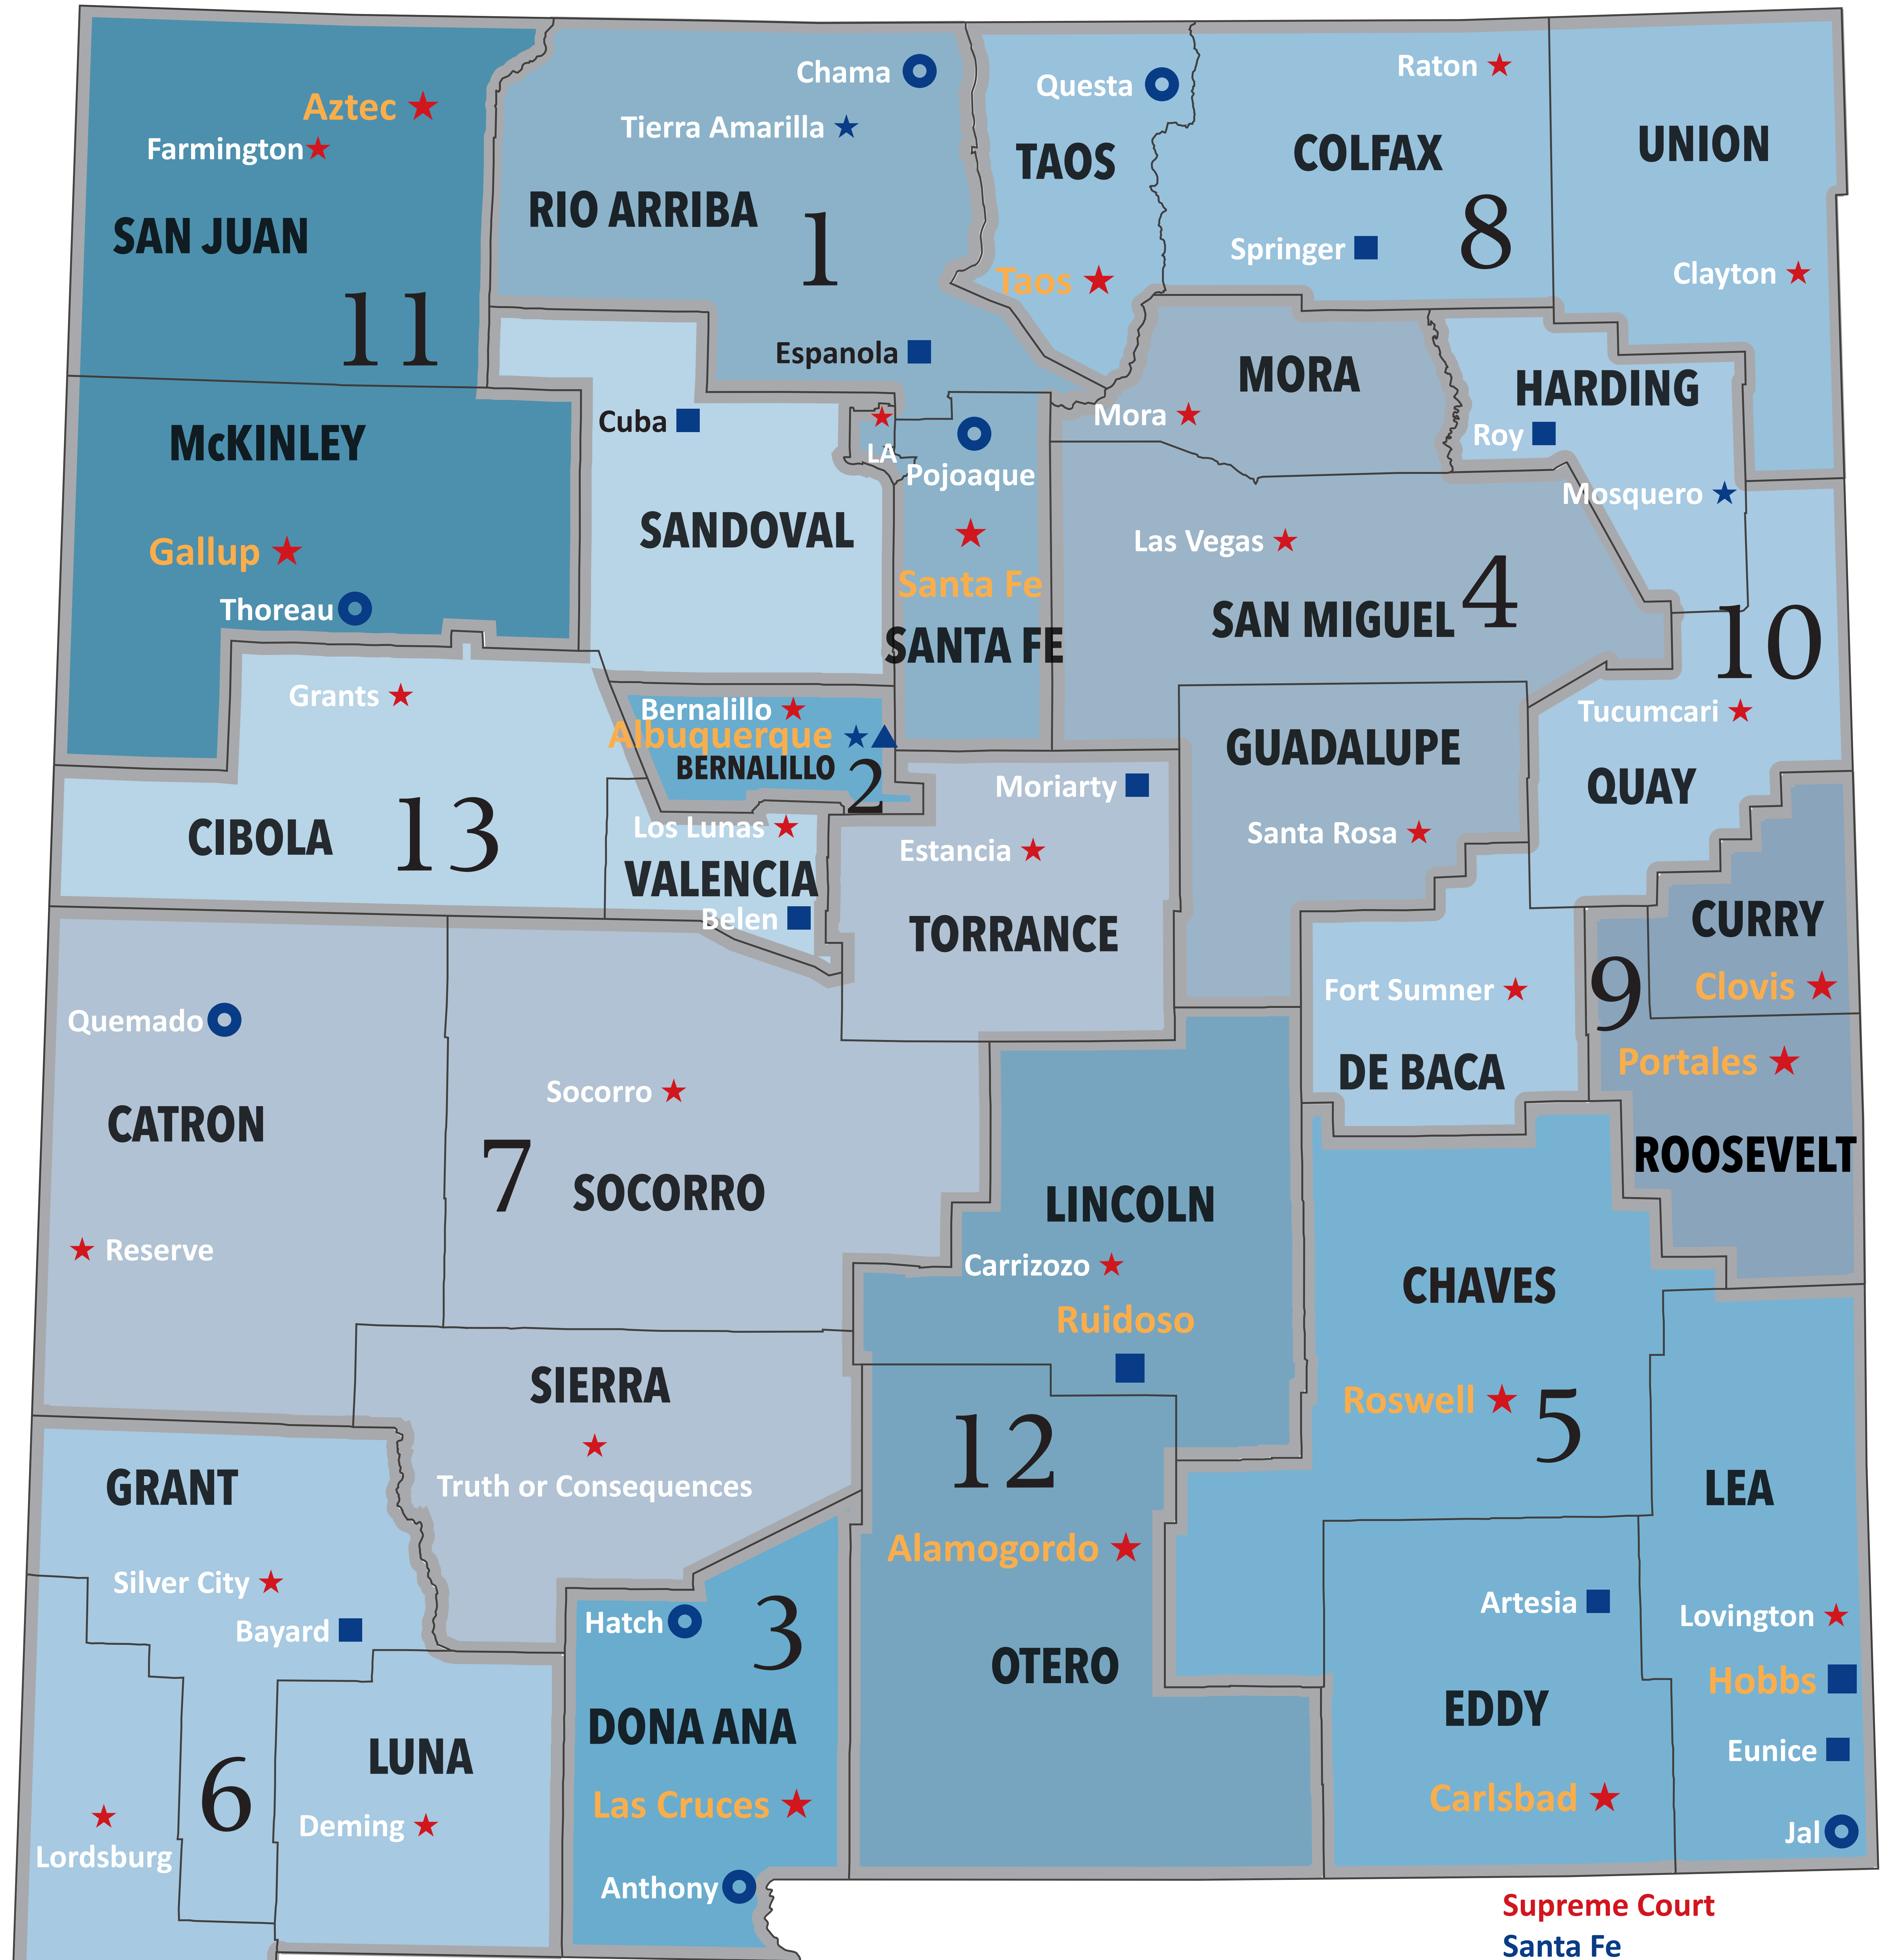 Chama
Questa
Raton
Aztec
Tierra Amarilla
Farmington
TAOS
COLFAX
UNION
SAN JUAN
RIO ARRIBA
1
8
Springer
Taos
Clayton
11
Espanola
MORA
HARDING
Mora
Cuba
Roy
McKINLEY
LA
Pojoaque
Mosquero
SANDOVAL
Las Vegas
Gallup
Santa Fe
4
Thoreau
SAN MIGUEL
SANTA FE
10
Grants
Bernalillo
Tucumcari
Albuquerque
GUADALUPE
BERNALILLO
2
Moriarty
QUAY
Los Lunas
CIBOLA
13
Santa Rosa
Estancia
VALENCIA
Belen
TORRANCE
CURRY
Fort Sumner
9
Clovis
Quemado
Portales
DE BACA
Socorro
CATRON
ROOSEVELT
7
SOCORRO
LINCOLN
Reserve
Carrizozo
CHAVES
Ruidoso
SIERRA
Roswell
5
12
GRANT
Truth or Consequences
LEA
Alamogordo
Silver City
Artesia
Lovington
Bayard
Hatch
3
OTERO
Hobbs
EDDY
DONA ANA
LUNA
Eunice
6
Las Cruces
Carlsbad
Deming
Jal
Lordsburg
Anthony
Supreme Court
Santa Fe